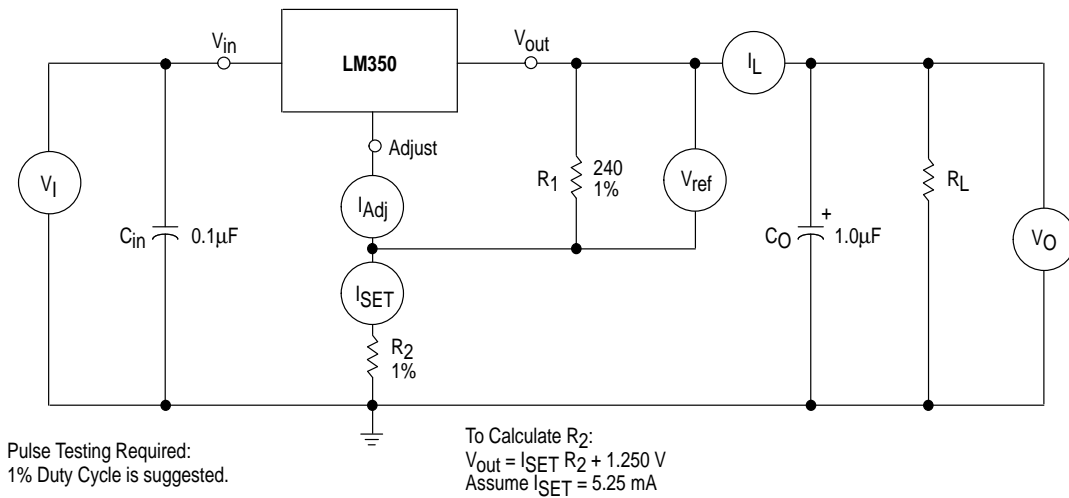 Vin
LM350
Vout
IL
Adjust
VI
R1
240
1%
Vref
RL
IAdj
Cin
0.1µF
CO
+
1.0µF
VO
ISET
R2
1%
Pulse Testing Required:
1% Duty Cycle is suggested.
To Calculate R2:
Vout = ISET R2 + 1.250 V
Assume ISET = 5.25 mA